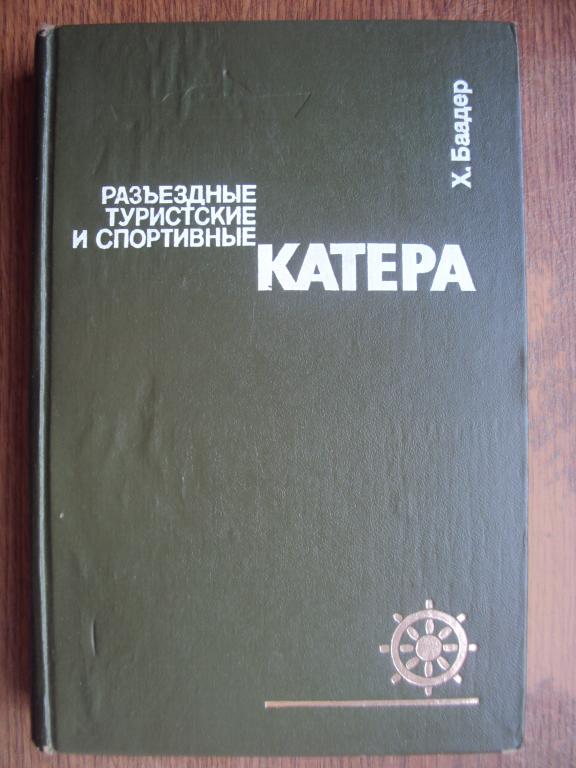 Х. Баадер
РАЗЪЕЗДНЫЕ
ТУРИСТСКИЕ
И СПОРТИВНЫЕ
КАТЕРА